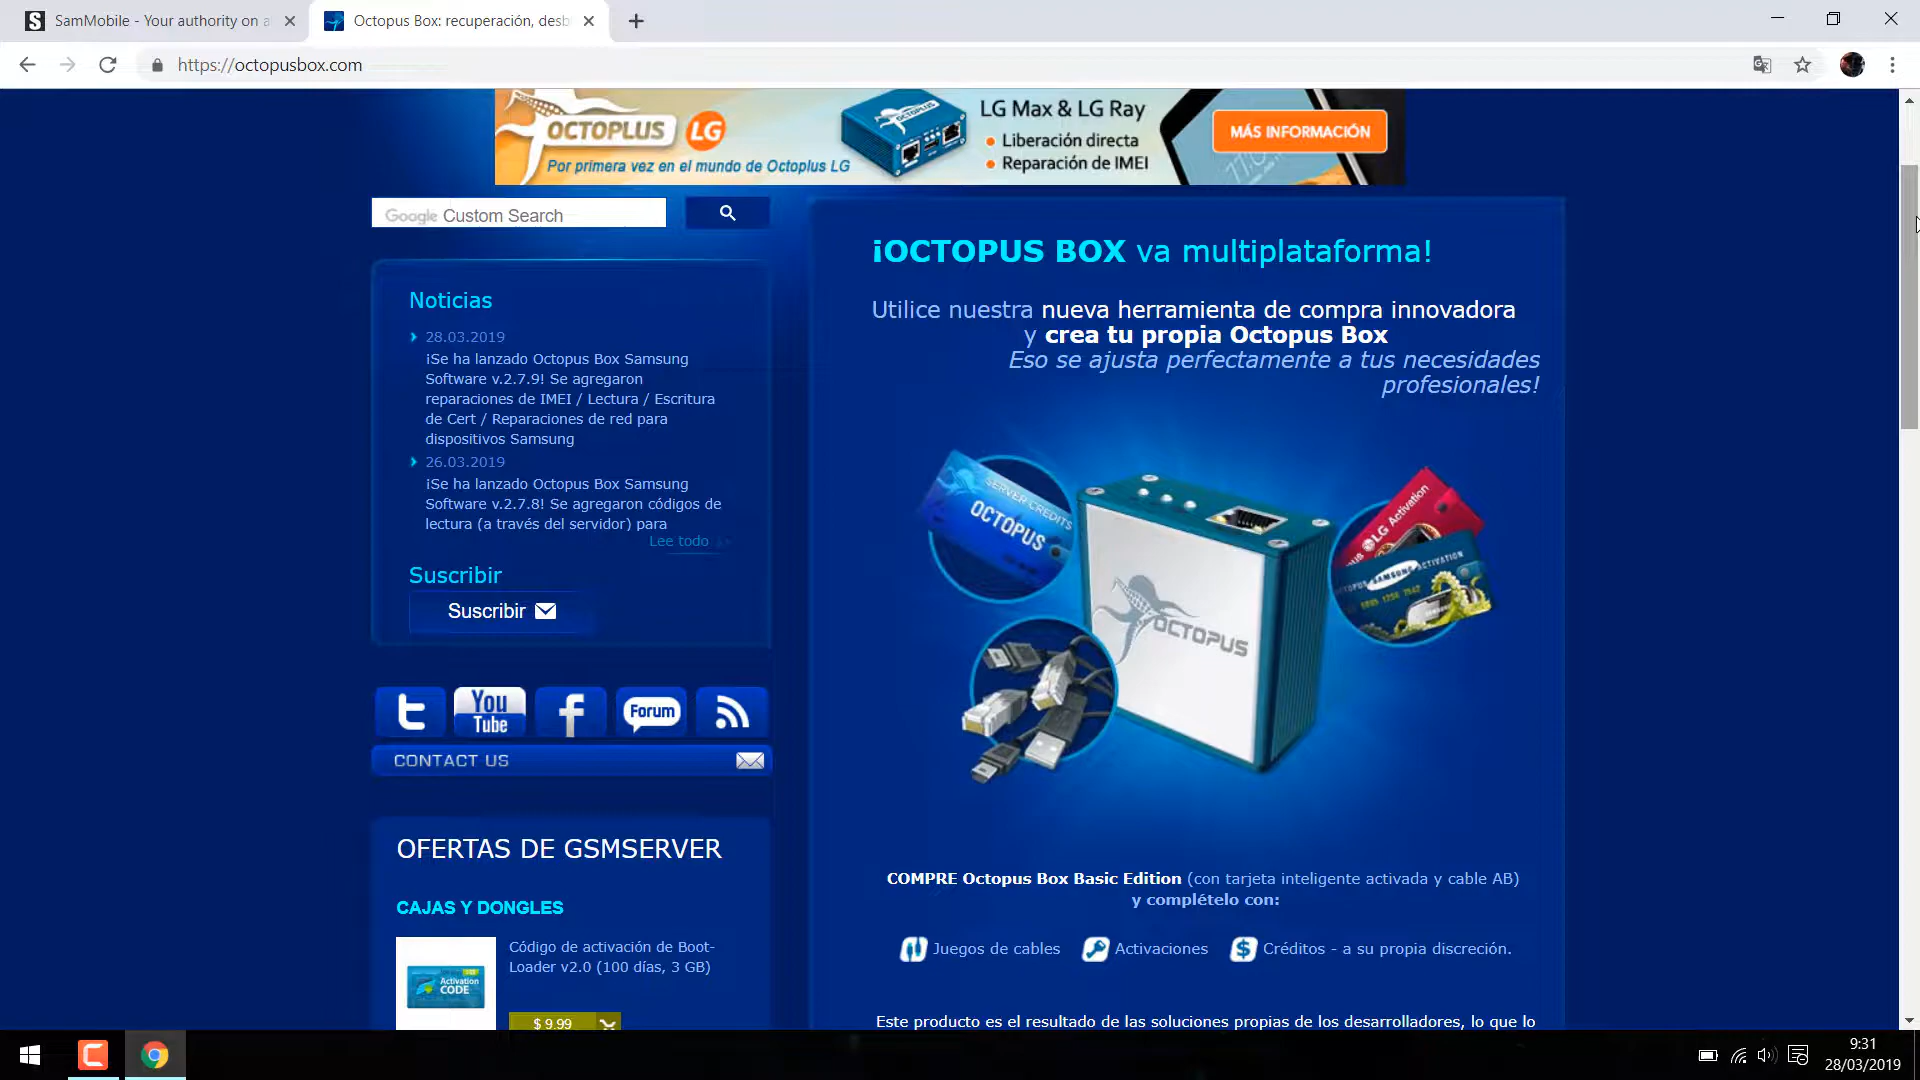 SamMobile - Your authority on a
Octopus Box: recuperación, desb
https://octopusbox.com
OCTOPLUS LG
Por primera vez en el mundo de Octoplus LG
LG Max & LG Ray
Liberación directa
Reparación de IMEI
MÁS INFORMACIÓN
Google Custom Search
Noticias
28.03.2019
¡Se ha lanzado Octopus Box Samsung
Software v.2.7.9! Se agregaron
reparaciones de IMEI / Lectura / Escritura
de Cert / Reparaciones de red para
dispositivos Samsung
26.03.2019
¡Se ha lanzado Octopus Box Samsung
Software v.2.7.8! Se agregaron códigos de
lectura (a través del servidor) para
Lee todo
Suscribir
Suscribir
You
Tube
Forum
CONTACT US
OFERTAS DE GSMSERVER
CAJAS Y DONGLES
Activation
CODE
Código de activación de Boot-
Loader v2.0 (100 días, 3 GB)
$ 9.99
¡OCTOPUS BOX va multiplataforma!
Utilice nuestra nueva herramienta de compra innovadora
y crea tu propia Octopus Box
Eso se ajusta perfectamente a tus necesidades
profesionales!
SERVER CREDITS
OCTOPUS
OCTOPUS
LG Activation
SAMSUNG ACTIVATION
COMPRE Octopus Box Basic Edition (con tarjeta inteligente activada y cable AB)
y complételo con:
Juegos de cables
Activaciones
Créditos - a su propia discreción.
Este producto es el resultado de las soluciones propias de los desarrolladores, lo que lo
9:31
28/03/2019